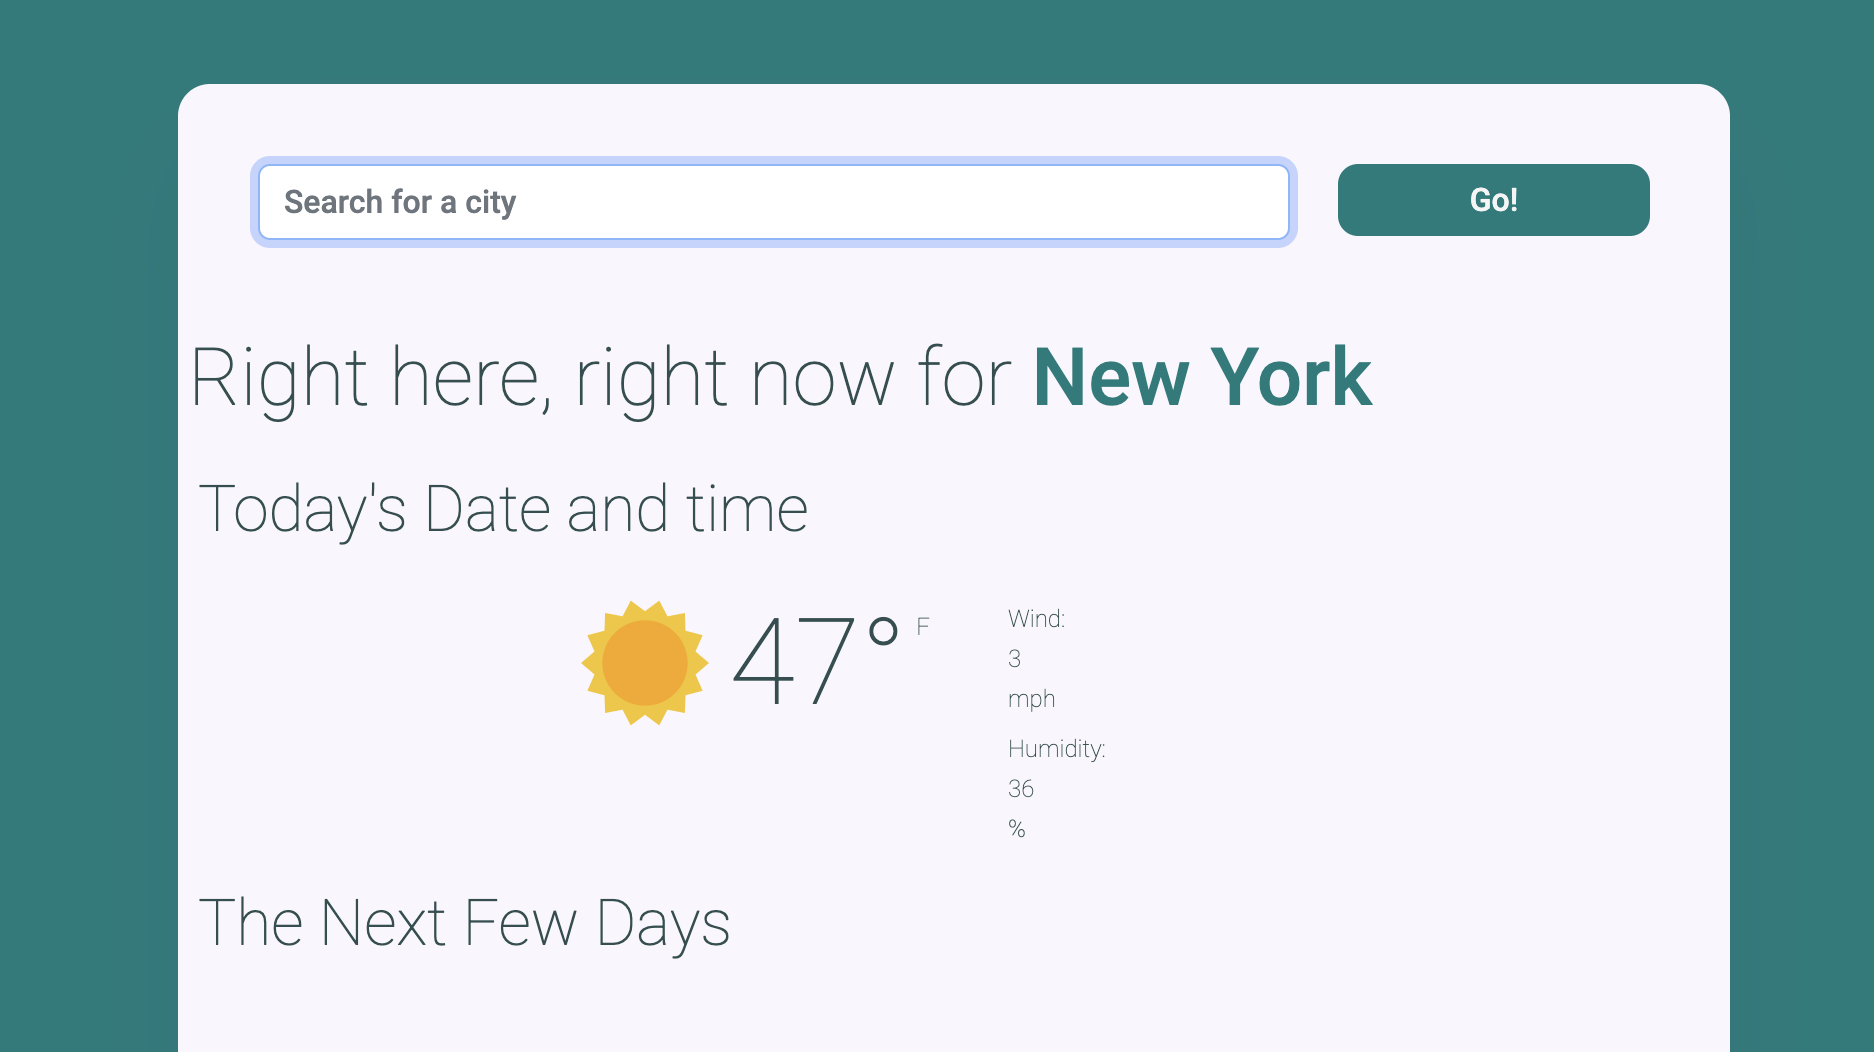 Search for a city
Go!
Right here, right now for New York
Today's Date and time
47° F
Wind:
3
mph
Humidity:
36
%
The Next Few Days